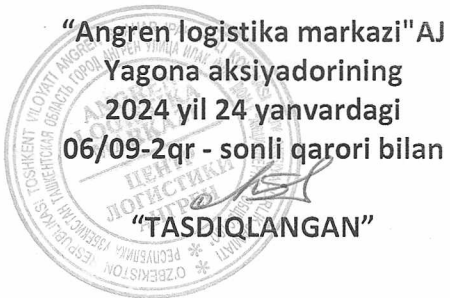 “Angren logistika markazi"AJ
Yagona aksiyadorining
2024 yil 24 yanvardagi
06/09-2qr - sonli qarori bilan
“TASDIQLANGAN”